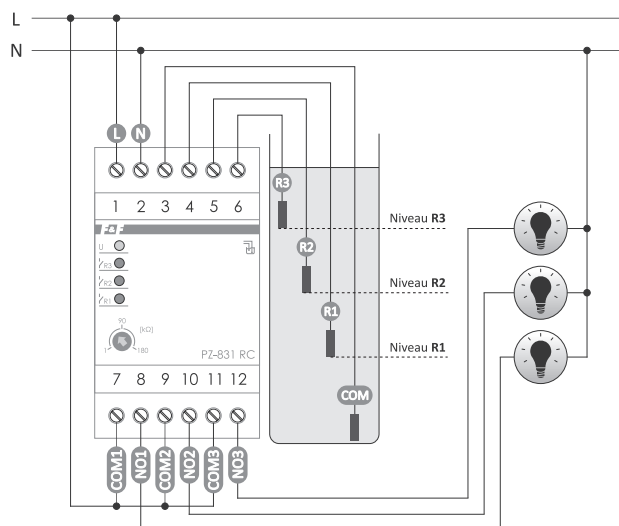 L
N
L N
1 2 3 4 5 6
F&F
U
R3
R2
R1
90
[kΩ]
1 180
PZ-831 RC
7 8 9 10 11 12
COM1 NO1 COM2 NO2 COM3 NO3
R3
Niveau R3
R2
Niveau R2
R1
Niveau R1
COM